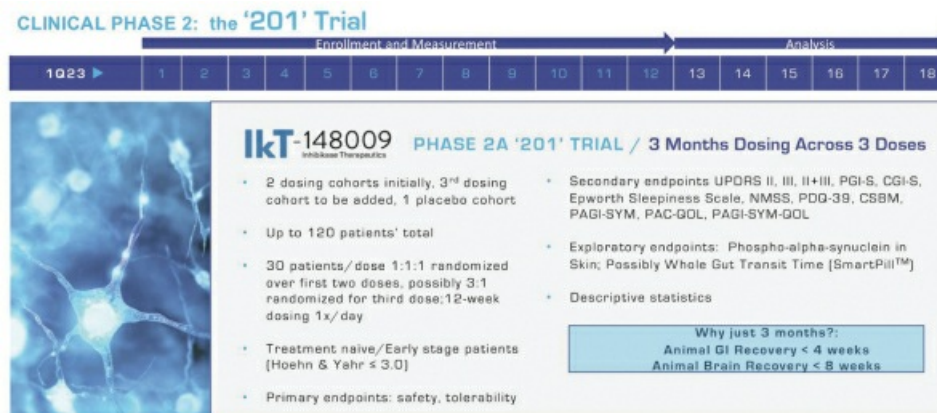 CLINICAL PHASE 2: the '201' Trial
Enrollment and Measurement
Analysis
1Q23 1 2 3 4 5 6 7 8 9 10 11 12 13 14 15 16 17 18
IkT-148009 PHASE 2A '201' TRIAL / 3 Months Dosing Across 3 Doses
Inhibikase Therapeutics
• 2 dosing cohorts initially, 3rd dosing
cohort to be added, 1 placebo cohort
• Up to 120 patients' total
• 30 patients/dose 1:1:1 randomized
over first two doses, possibly 3:1
randomized for third dose;12-week
dosing 1x/day
• Treatment naive/Early stage patients
(Hoehn & Yahr ≤ 3.0)
• Primary endpoints: safety, tolerability
• Secondary endpoints UPDRS II, III, II+III, PGI-S, CGI-S,
Epworth Sleepiness Scale, NMSS, PDQ-39, CSBM,
PAGI-SYM, PAC-QOL, PAGI-SYM-QOL
• Exploratory endpoints: Phospho-alpha-synuclein in
Skin; Possibly Whole Gut Transit Time (SmartPill™)
• Descriptive statistics
Why just 3 months?:
Animal GI Recovery < 4 weeks
Animal Brain Recovery < 8 weeks